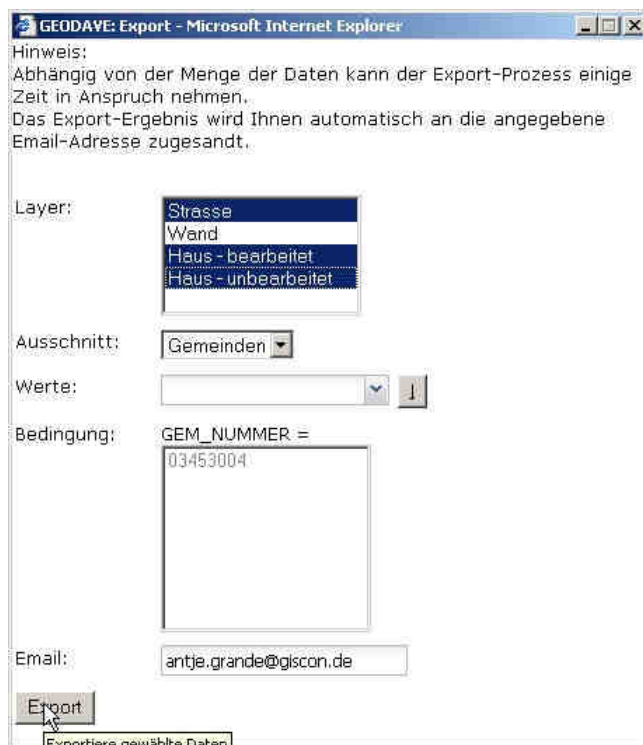 GEODAVE: Export - Microsoft Internet Explorer
Hinweis:
Abhängig von der Menge der Daten kann der Export-Prozess einige
Zeit in Anspruch nehmen.
Das Export-Ergebnis wird Ihnen automatisch an die angegebene
Email-Adresse zugesandt.
Layer:
Strasse
Wand
Haus - bearbeitet
Haus - unbearbeitet
Ausschnitt: Gemeinden
Werte:
Bedingung: GEM_NUMMER =
03453004
Email: antje.grande@giscon.de
Export
Exportiere gewählte Daten